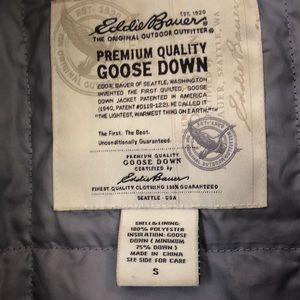 EST. 1920
Eddie Bauer
THE ORIGINAL OUTDOOR OUTFITTER
PREMIUM QUALITY
GOOSE DOWN
EDDIE BAUER OF SEATTLE, WASHINGTON
INVENTED THE FIRST QUILTED, GOOSE
DOWN JACKET PATENTED IN
(1940, PATENT #D119-122). HE CALLED IT
"THE LIGHTEST, WARMEST THING ON EARTH."
The First. The Best.
Unconditionally Guaranteed.
PREMIUM QUALITY
GOOSE DOWN
CERTIFIED BY
Eddie Bauer
FINEST QUALITY CLOTHING 100% GUARANTEED
SEATTLE · USA
SHELL & LINING:
100% POLYESTER
INSULATION: GOOSE
DOWN (MINIMUM
75% DOWN)
MADE IN CHINA
SEE SIDE FOR CARE
S